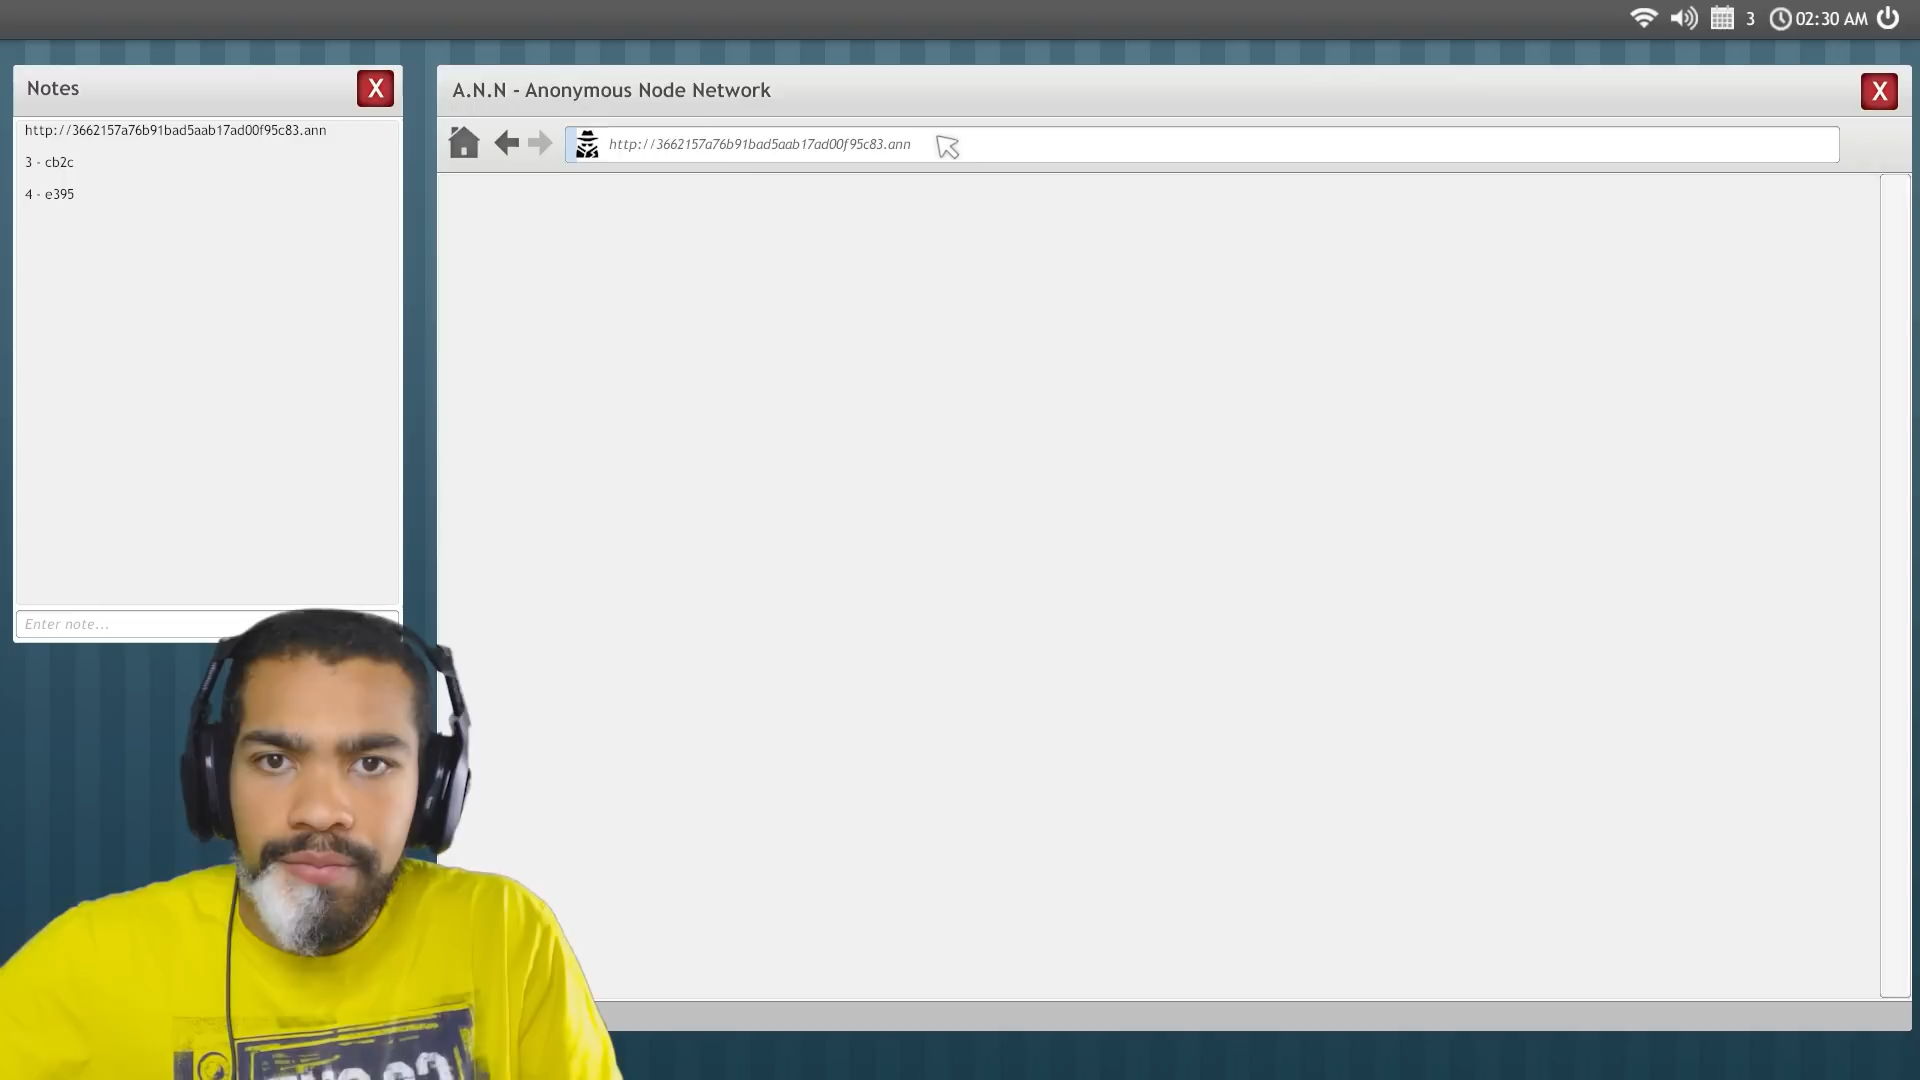 3
02:30 AM
Notes
X
http://3662157a76b91bad5aab17ad00f95c83.ann
3 - cb2c
4 - e395
Enter note...
A.N.N - Anonymous Node Network
X
http://3662157a76b91bad5aab17ad00f95c83.ann